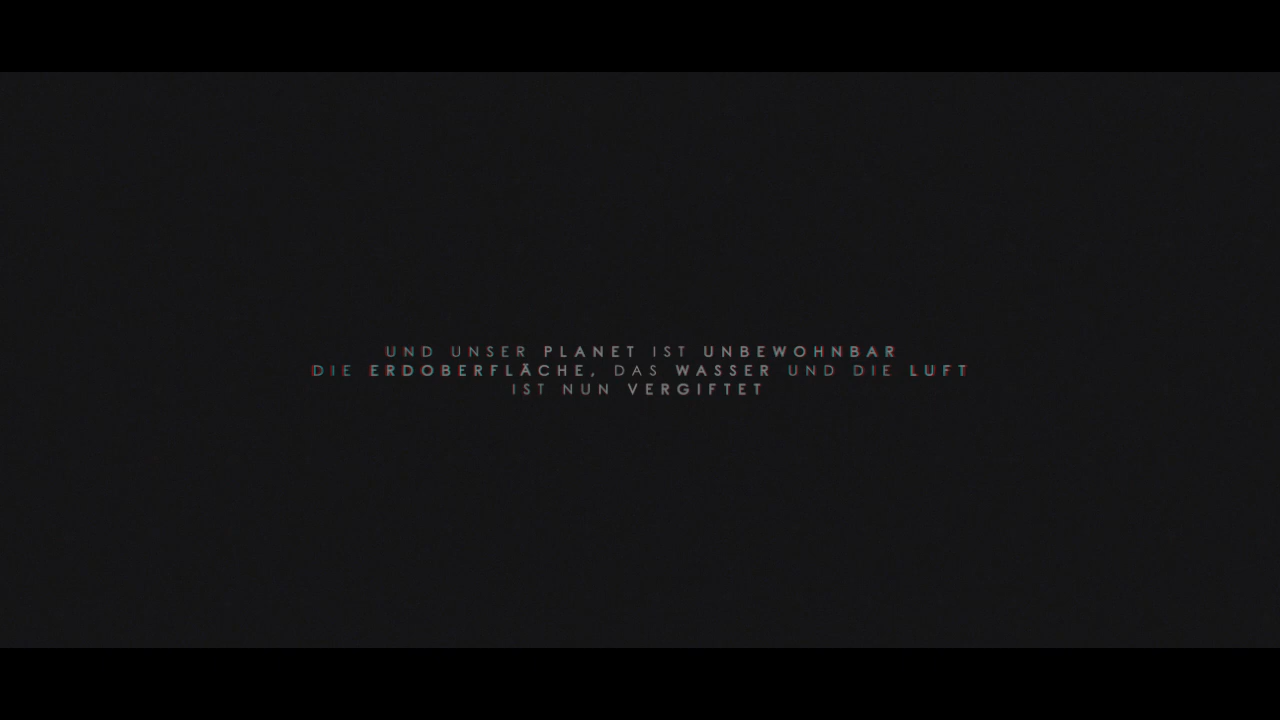 UND UNSER PLANET IST UNBEWOHNBAR
DIE ERDOBERFLÄCHE, DAS WASSER UND DIE LUFT
IST NUN VERGIFTET